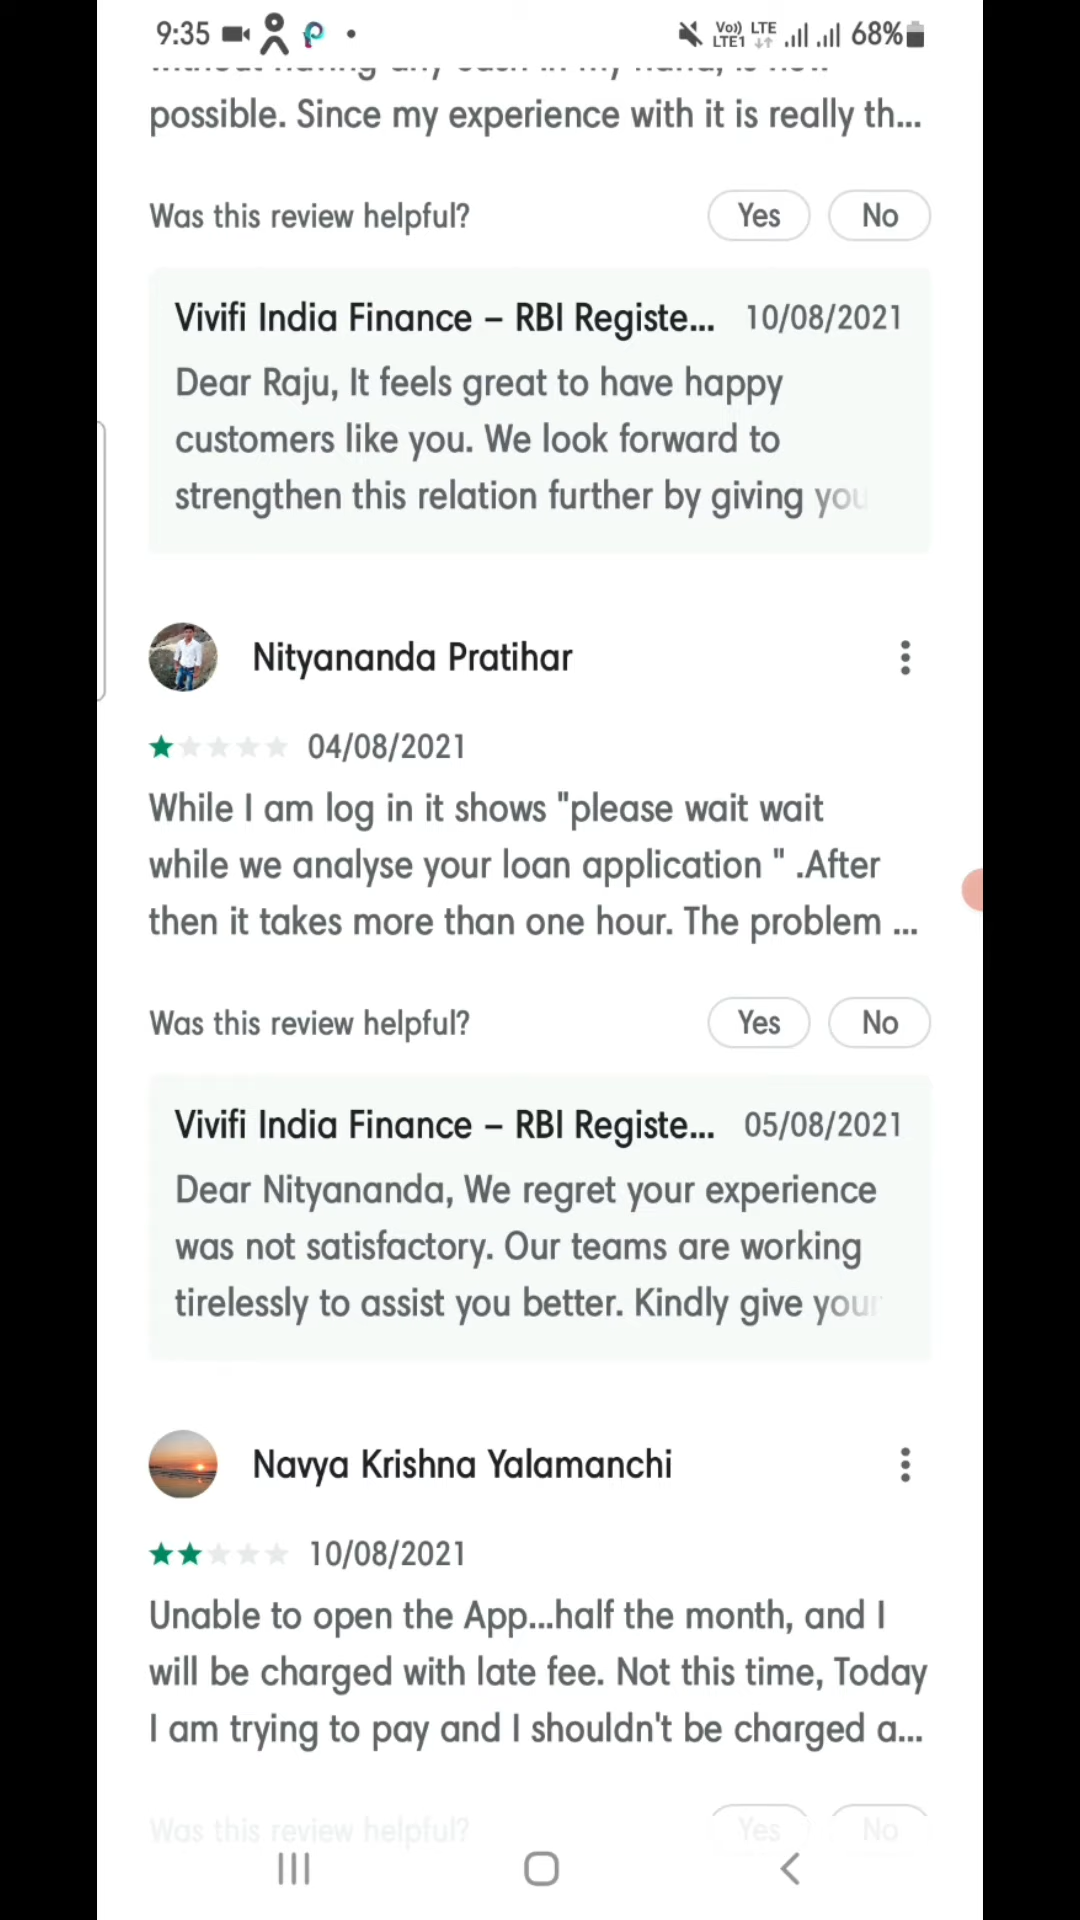 9:35
Vo)) LTE
LTE1
68%
possible. Since my experience with it is really th...
Was this review helpful? Yes No
Vivifi India Finance – RBI Registe... 10/08/2021
Dear Raju, It feels great to have happy
customers like you. We look forward to
strengthen this relation further by giving you
Nityananda Pratihar
04/08/2021
While I am log in it shows "please wait wait
while we analyse your loan application " .After
then it takes more than one hour. The problem ...
Was this review helpful? Yes No
Vivifi India Finance – RBI Registe... 05/08/2021
Dear Nityananda, We regret your experience
was not satisfactory. Our teams are working
tirelessly to assist you better. Kindly give your
Navya Krishna Yalamanchi
10/08/2021
Unable to open the App...half the month, and I
will be charged with late fee. Not this time, Today
I am trying to pay and I shouldn't be charged a...
Was this review helpful? Yes No